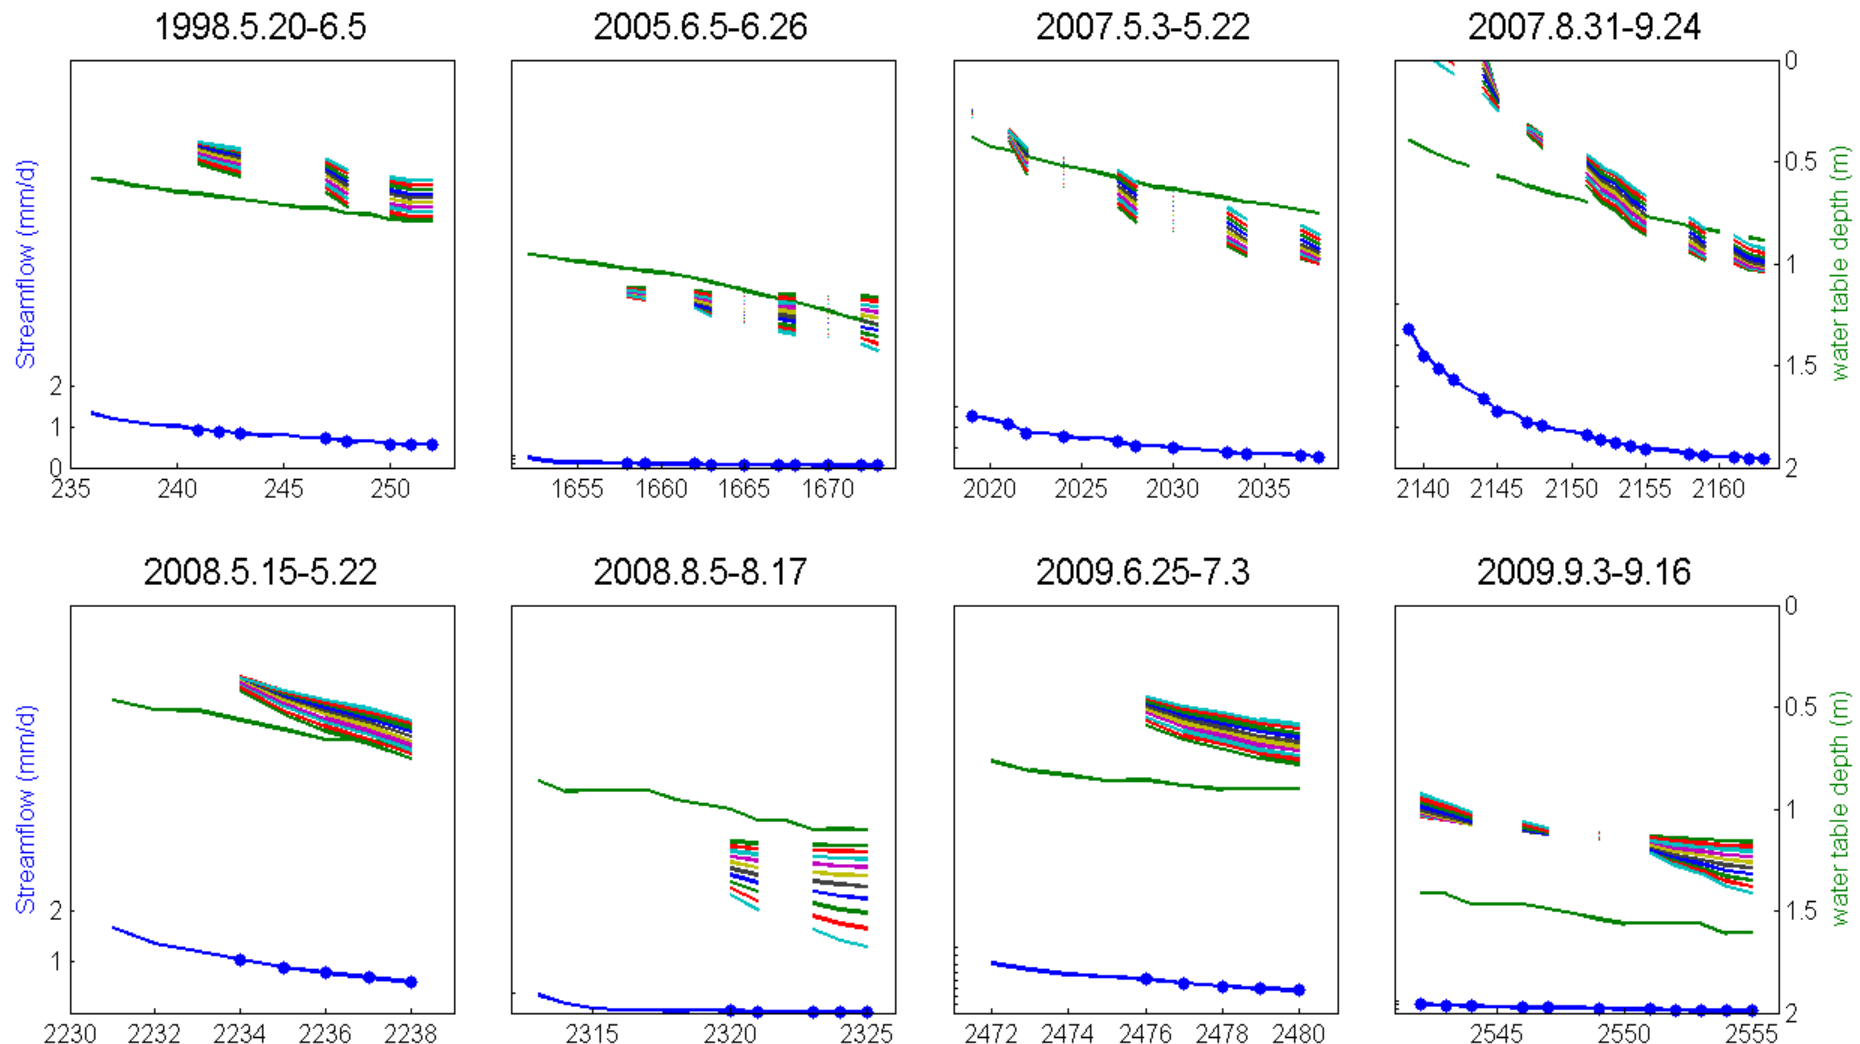 1998.5.20-6.5
2005.6.5-6.26
2007.5.3-5.22
2007.8.31-9.24
Streamflow (mm/d)
2
1
0
235 240 245 250
1655 1660 1665 1670
2020 2025 2030 2035
2140 2145 2150 2155 2160
0
0.5
1
1.5
2
water table depth (m)
2008.5.15-5.22
2008.8.5-8.17
2009.6.25-7.3
2009.9.3-9.16
Streamflow (mm/d)
2
1
2230 2232 2234 2236 2238
2315 2320 2325
2472 2474 2476 2478 2480
2545 2550 2555
0
0.5
1
1.5
2
water table depth (m)